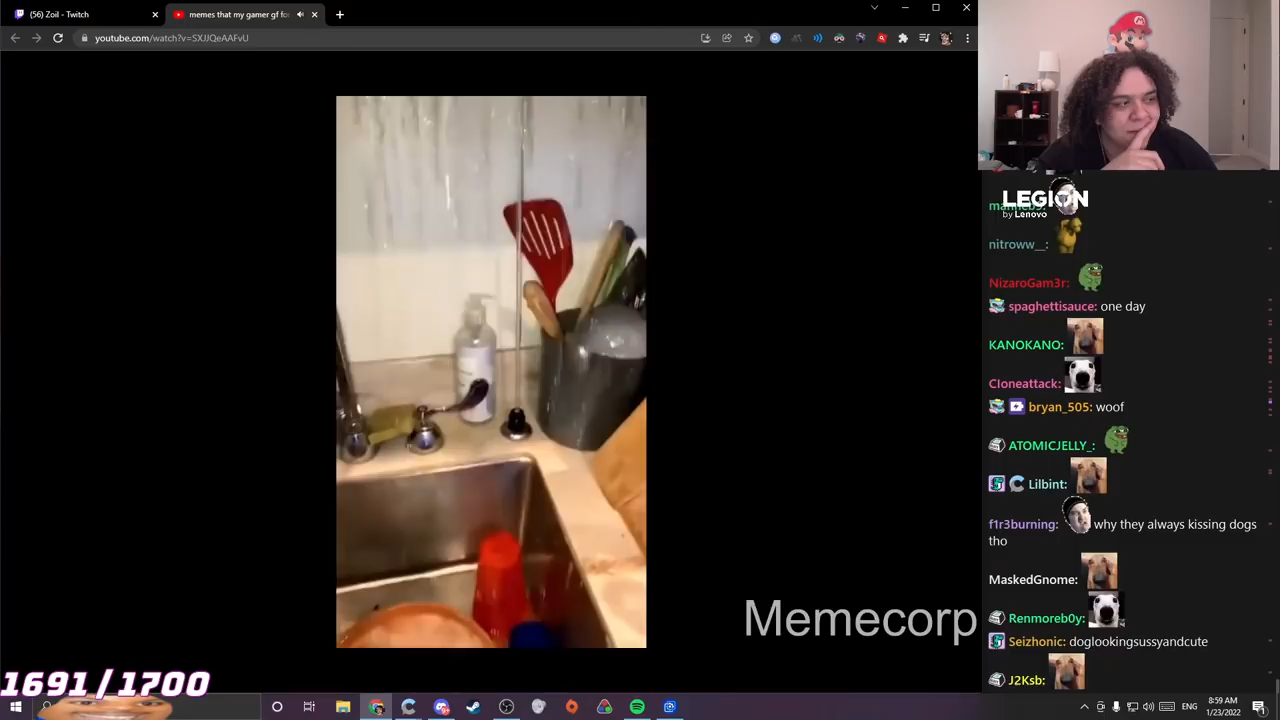 (56) Zoil - Twitch
memes that my gamer gf fo
youtube.com/watch?v=SXJJQeAAFvU
LEGION
by Lenovo
nitroww__:
NizaroGam3r:
spaghettisauce: one day
KANOKANO:
Cloneattack:
bryan_505: woof
ATOMICJELLY_:
Lilbint:
f1r3burning: why they always kissing dogs
tho
MaskedGnome:
Renmoreb0y:
Seizhonic: doglookingsussyandcute
J2Ksb:
Memecorp
1691/1700
ENG
8:59 AM
1/23/2022